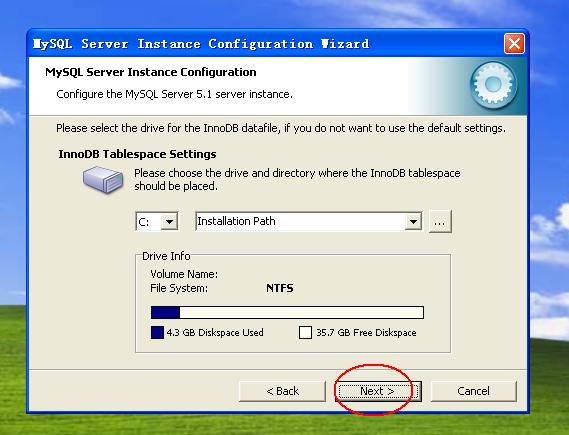 MySQL Server Instance Configuration Wizard
MySQL Server Instance Configuration
Configure the MySQL Server 5.1 server instance.
Please select the drive for the InnoDB datafile, if you do not want to use the default settings.
InnoDB Tablespace Settings
Please choose the drive and directory where the InnoDB tablespace
should be placed.
C: Installation Path ...
Drive Info
Volume Name:
File System: NTFS
4.3 GB Diskspace Used 35.7 GB Free Diskspace
< Back Next > Cancel